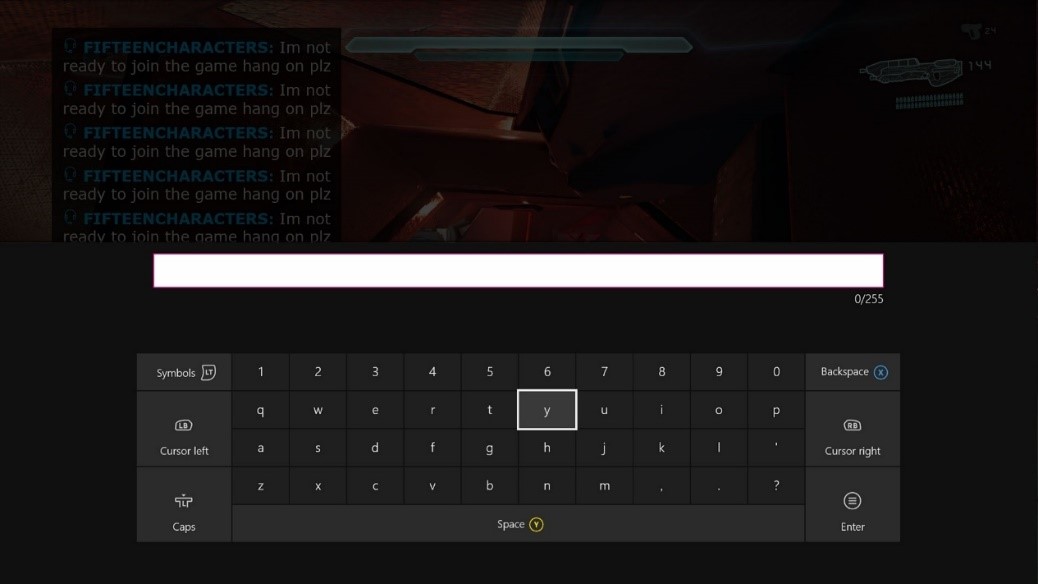 FIFTEENCHARACTERS: Im not
ready to join the game hang on plz
FIFTEENCHARACTERS: Im not
ready to join the game hang on plz
FIFTEENCHARACTERS: Im not
ready to join the game hang on plz
FIFTEENCHARACTERS: Im not
ready to join the game hang on plz
FIFTEENCHARACTERS: Im not
ready to join the game hang on plz
144
0/255
Symbols LT 1 2 3 4 5 6 7 8 9 0 Backspace X
q w e r t y u i o p
LB RB
Cursor left a s d f g h j k l ' Cursor right
z x c v b n m , . ?
Caps Space Y Enter